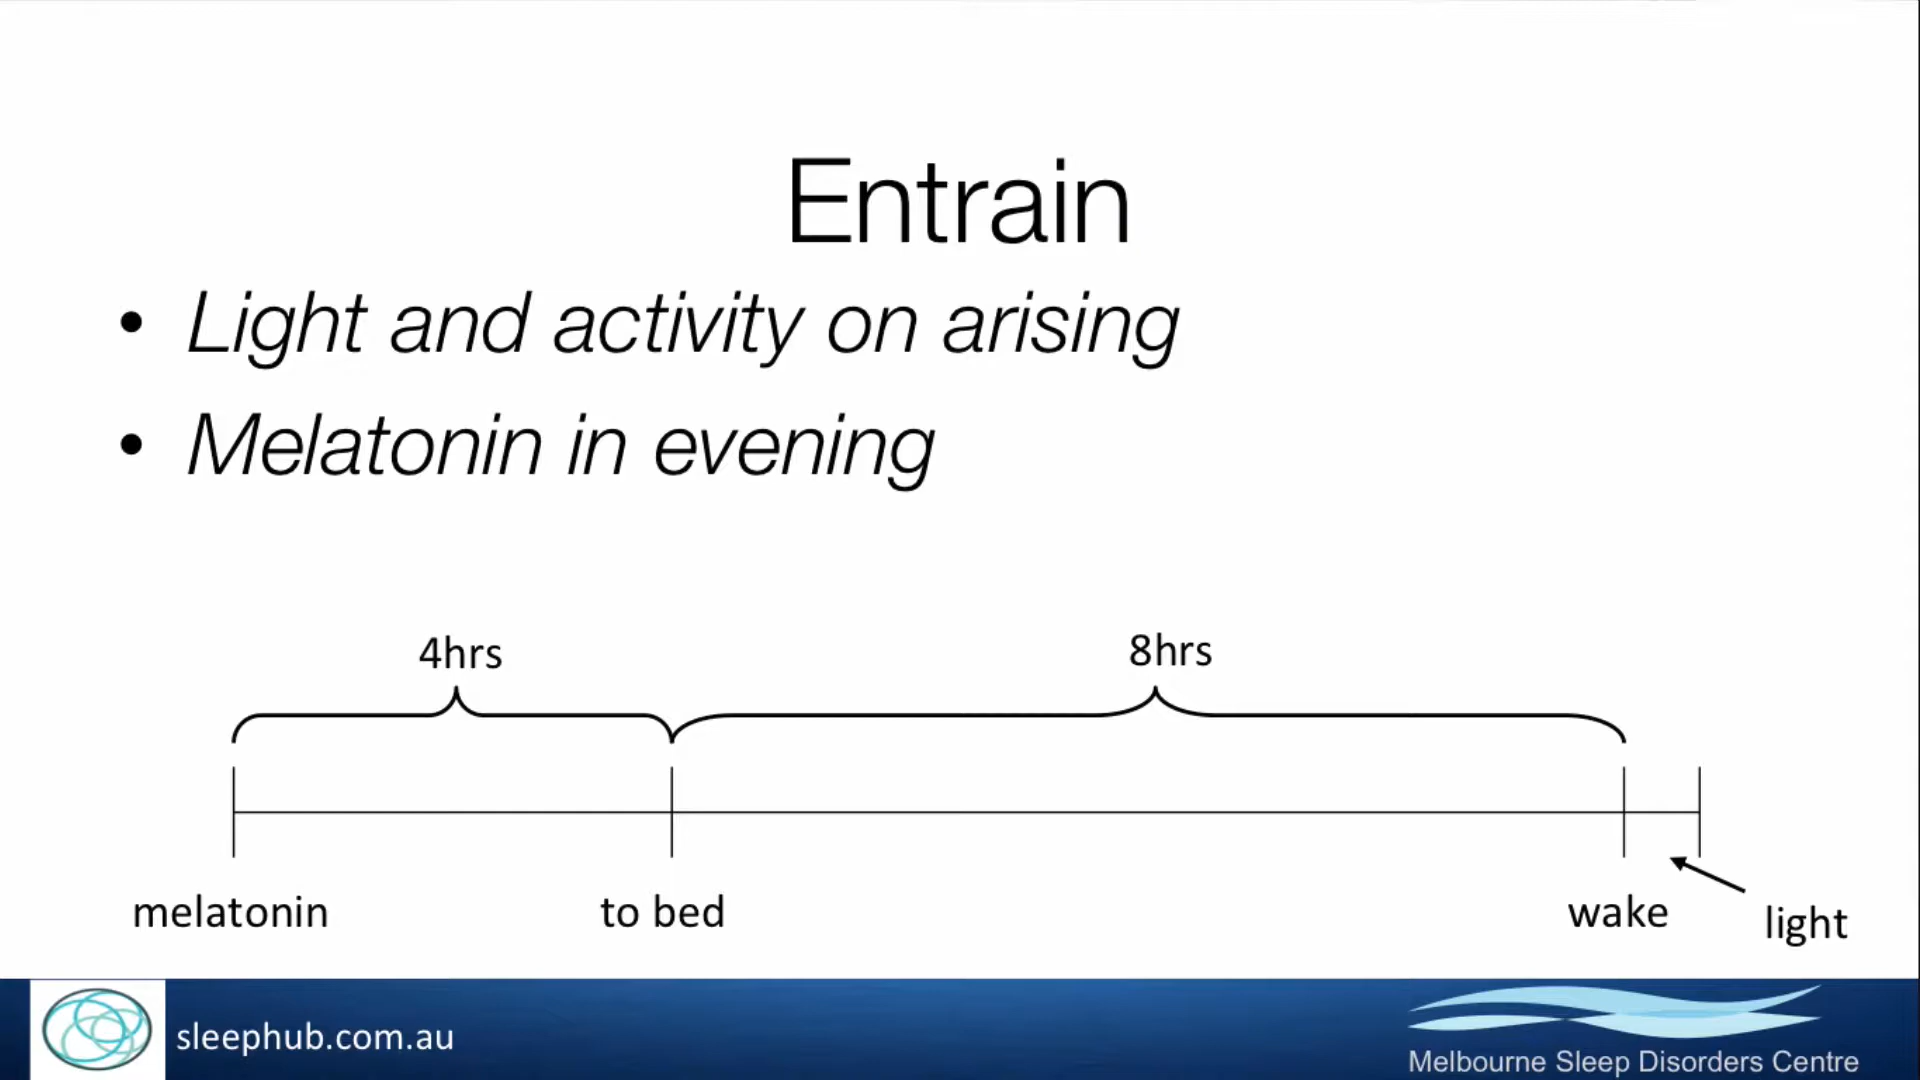 Entrain
• Light and activity on arising
• Melatonin in evening
4hrs
8hrs
melatonin
to bed
wake
light
sleephub.com.au
Melbourne Sleep Disorders Centre